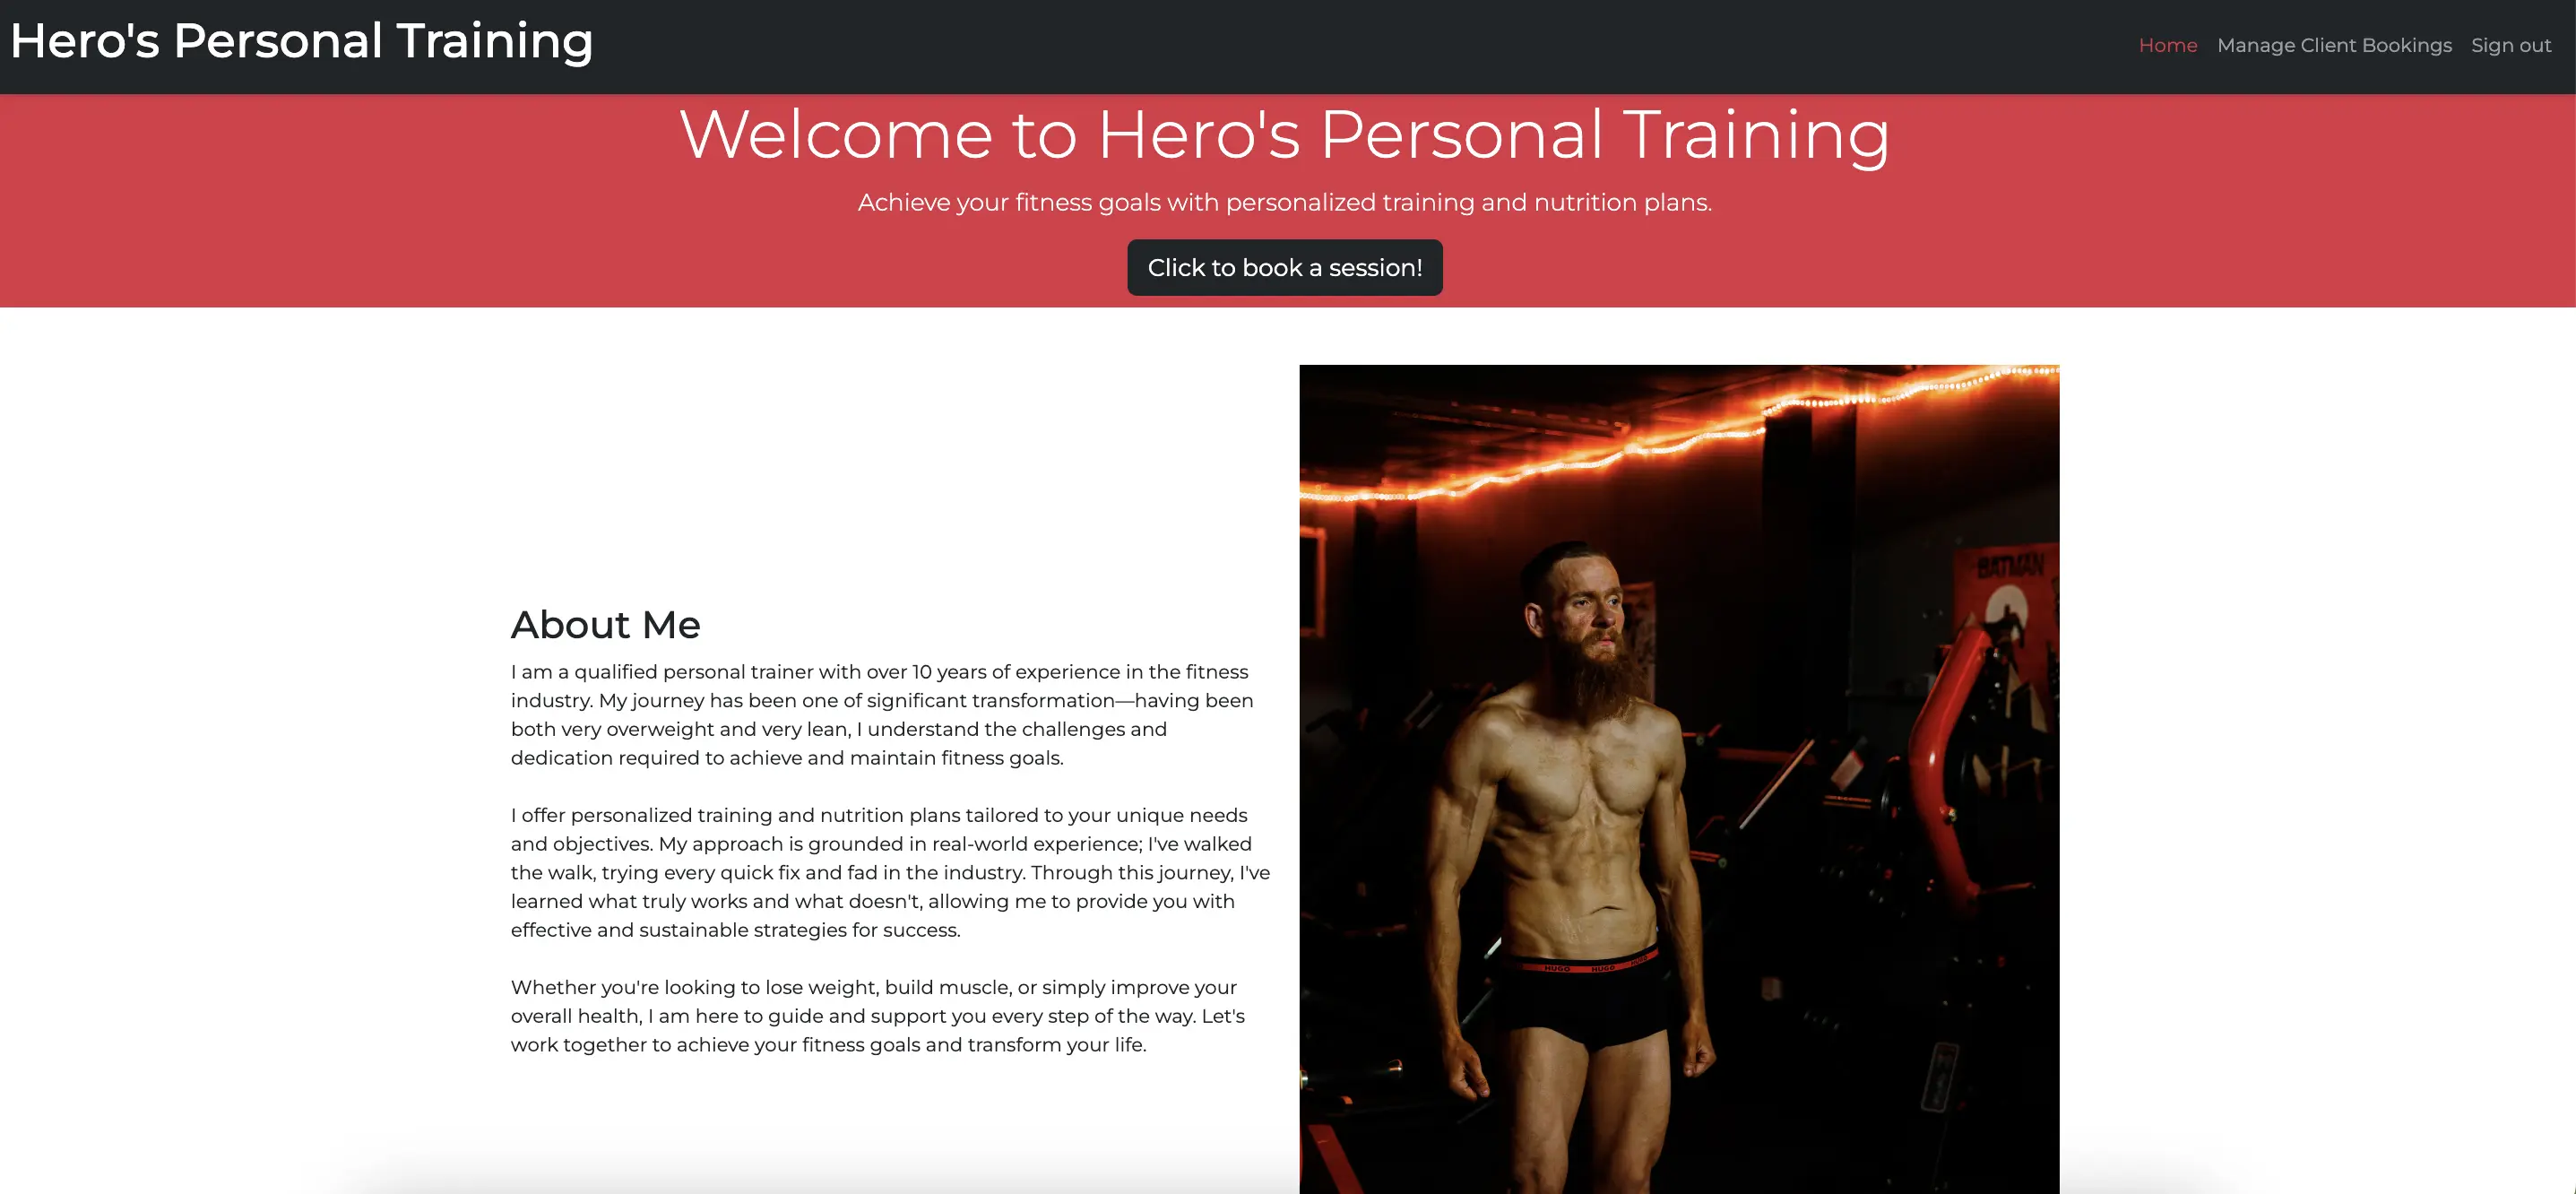 Hero's Personal Training
Home Manage Client Bookings Sign out
Welcome to Hero's Personal Training
Achieve your fitness goals with personalized training and nutrition plans.
Click to book a session!
About Me
I am a qualified personal trainer with over 10 years of experience in the fitness
industry. My journey has been one of significant transformation—having been
both very overweight and very lean, I understand the challenges and
dedication required to achieve and maintain fitness goals.
I offer personalized training and nutrition plans tailored to your unique needs
and objectives. My approach is grounded in real-world experience; I've walked
the walk, trying every quick fix and fad in the industry. Through this journey, I've
learned what truly works and what doesn't, allowing me to provide you with
effective and sustainable strategies for success.
Whether you're looking to lose weight, build muscle, or simply improve your
overall health, I am here to guide and support you every step of the way. Let's
work together to achieve your fitness goals and transform your life.
BATMAN
HUGO HUGO HUGO